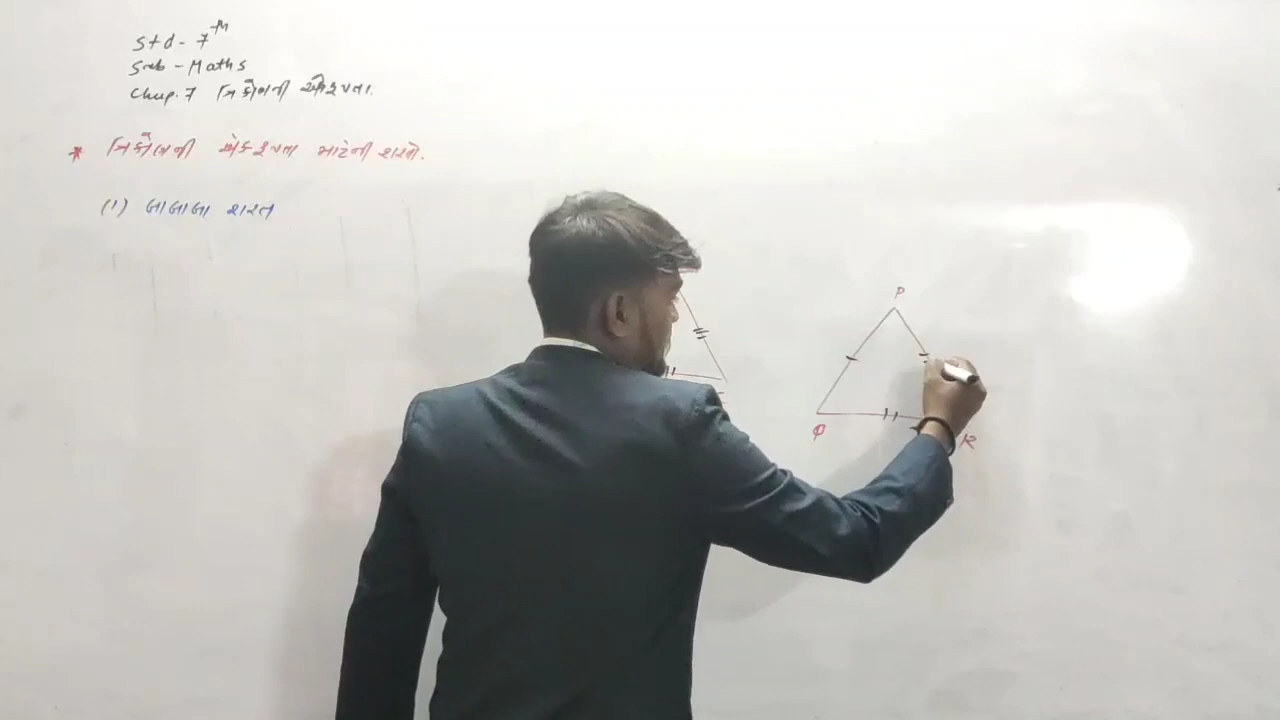 Std - 7th
Sub - Maths
Chap. 7 ત્રિકોણની એકરૂપતા.
* ત્રિકોણની એકરૂપતા માટેની શરતો.
(1) બાબાબા શરત
P
Q
R